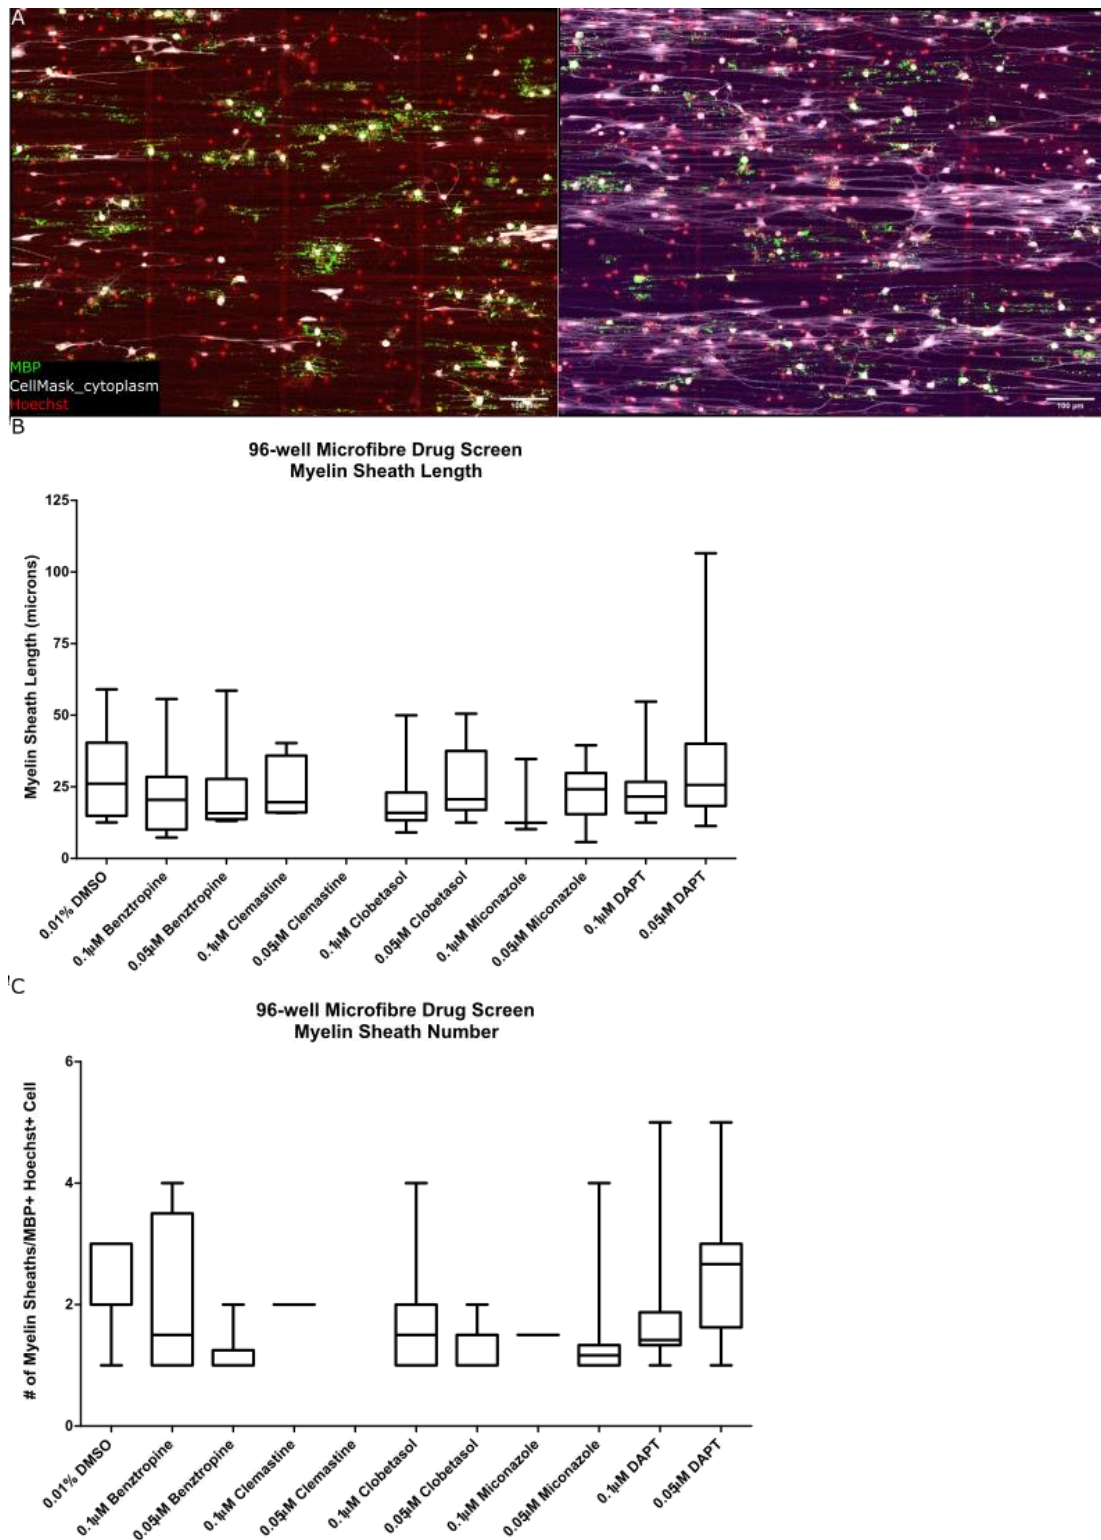 A
MBP
CellMask_cytoplasm
Hoechst
100 µm
100 µm
B
96-well Microfibre Drug Screen
Myelin Sheath Length
Myelin Sheath Length (microns)
125
100
75
50
25
0
0.01% DMSO
0.1µM Benztropine
0.05µM Benztropine
0.1µM Clemastine
0.05µM Clemastine
0.1µM Clobetasol
0.05µM Clobetasol
0.1µM Miconazole
0.05µM Miconazole
0.1µM DAPT
0.05µM DAPT
C
96-well Microfibre Drug Screen
Myelin Sheath Number
# of Myelin Sheaths/MBP+ Hoechst+ Cell
6
4
2
0
0.01% DMSO
0.1µM Benztropine
0.05µM Benztropine
0.1µM Clemastine
0.05µM Clemastine
0.1µM Clobetasol
0.05µM Clobetasol
0.1µM Miconazole
0.05µM Miconazole
0.1µM DAPT
0.05µM DAPT